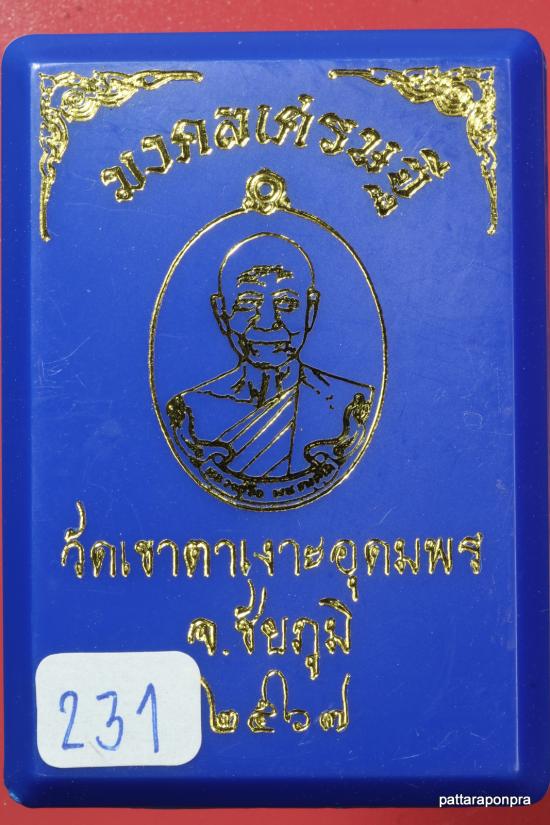 มงคลเศรษฐี
วัดเขาตาเงาะอุดมพร
จ.ชัยภูมิ
๒๕๖๗
231
pattaraponpra